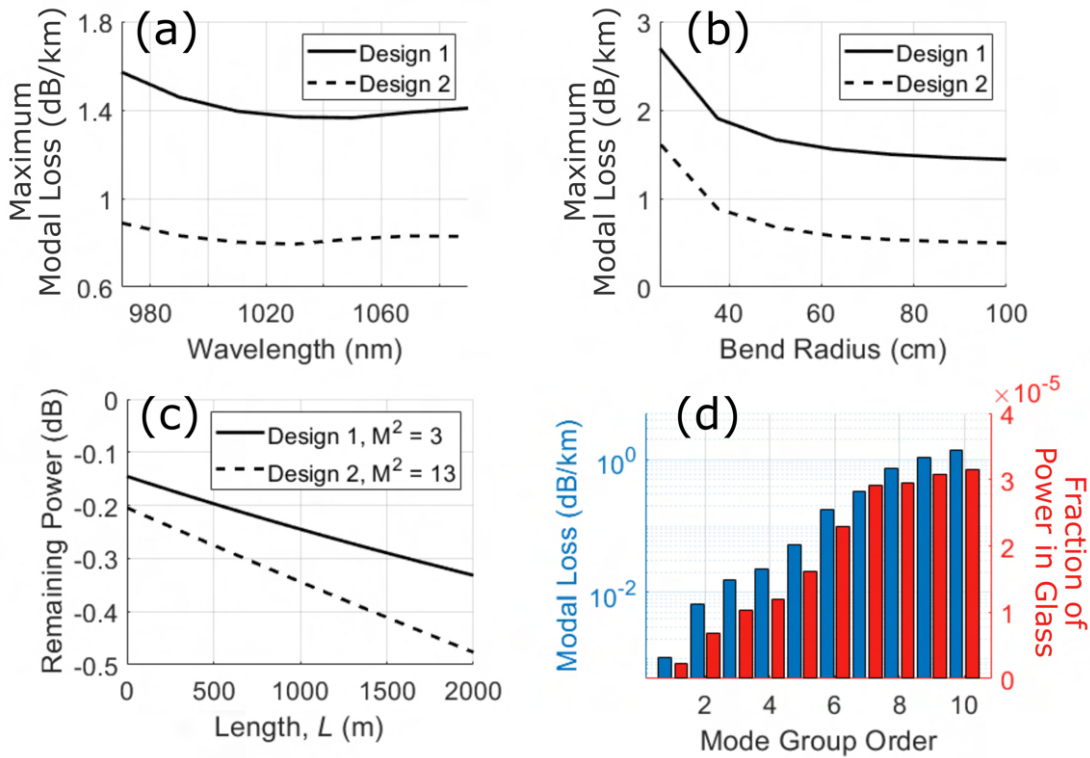 (a)
Design 1
Design 2
1.8
1.4
1
0.6
Maximum
Modal Loss (dB/km)
980
1020
1060
Wavelength (nm)
(b)
Design 1
Design 2
3
2
1
0
Maximum
Modal Loss (dB/km)
40
60
80
100
Bend Radius (cm)
(c)
Design 1, M² = 3
Design 2, M² = 13
0
-0.1
-0.2
-0.3
-0.4
-0.5
Remaining Power (dB)
0
500
1000
1500
2000
Length, L (m)
(d)
10⁰
10⁻²
Modal Loss (dB/km)
×10⁻⁵
4
3
2
1
0
Fraction of
Power in Glass
2
4
6
8
10
Mode Group Order